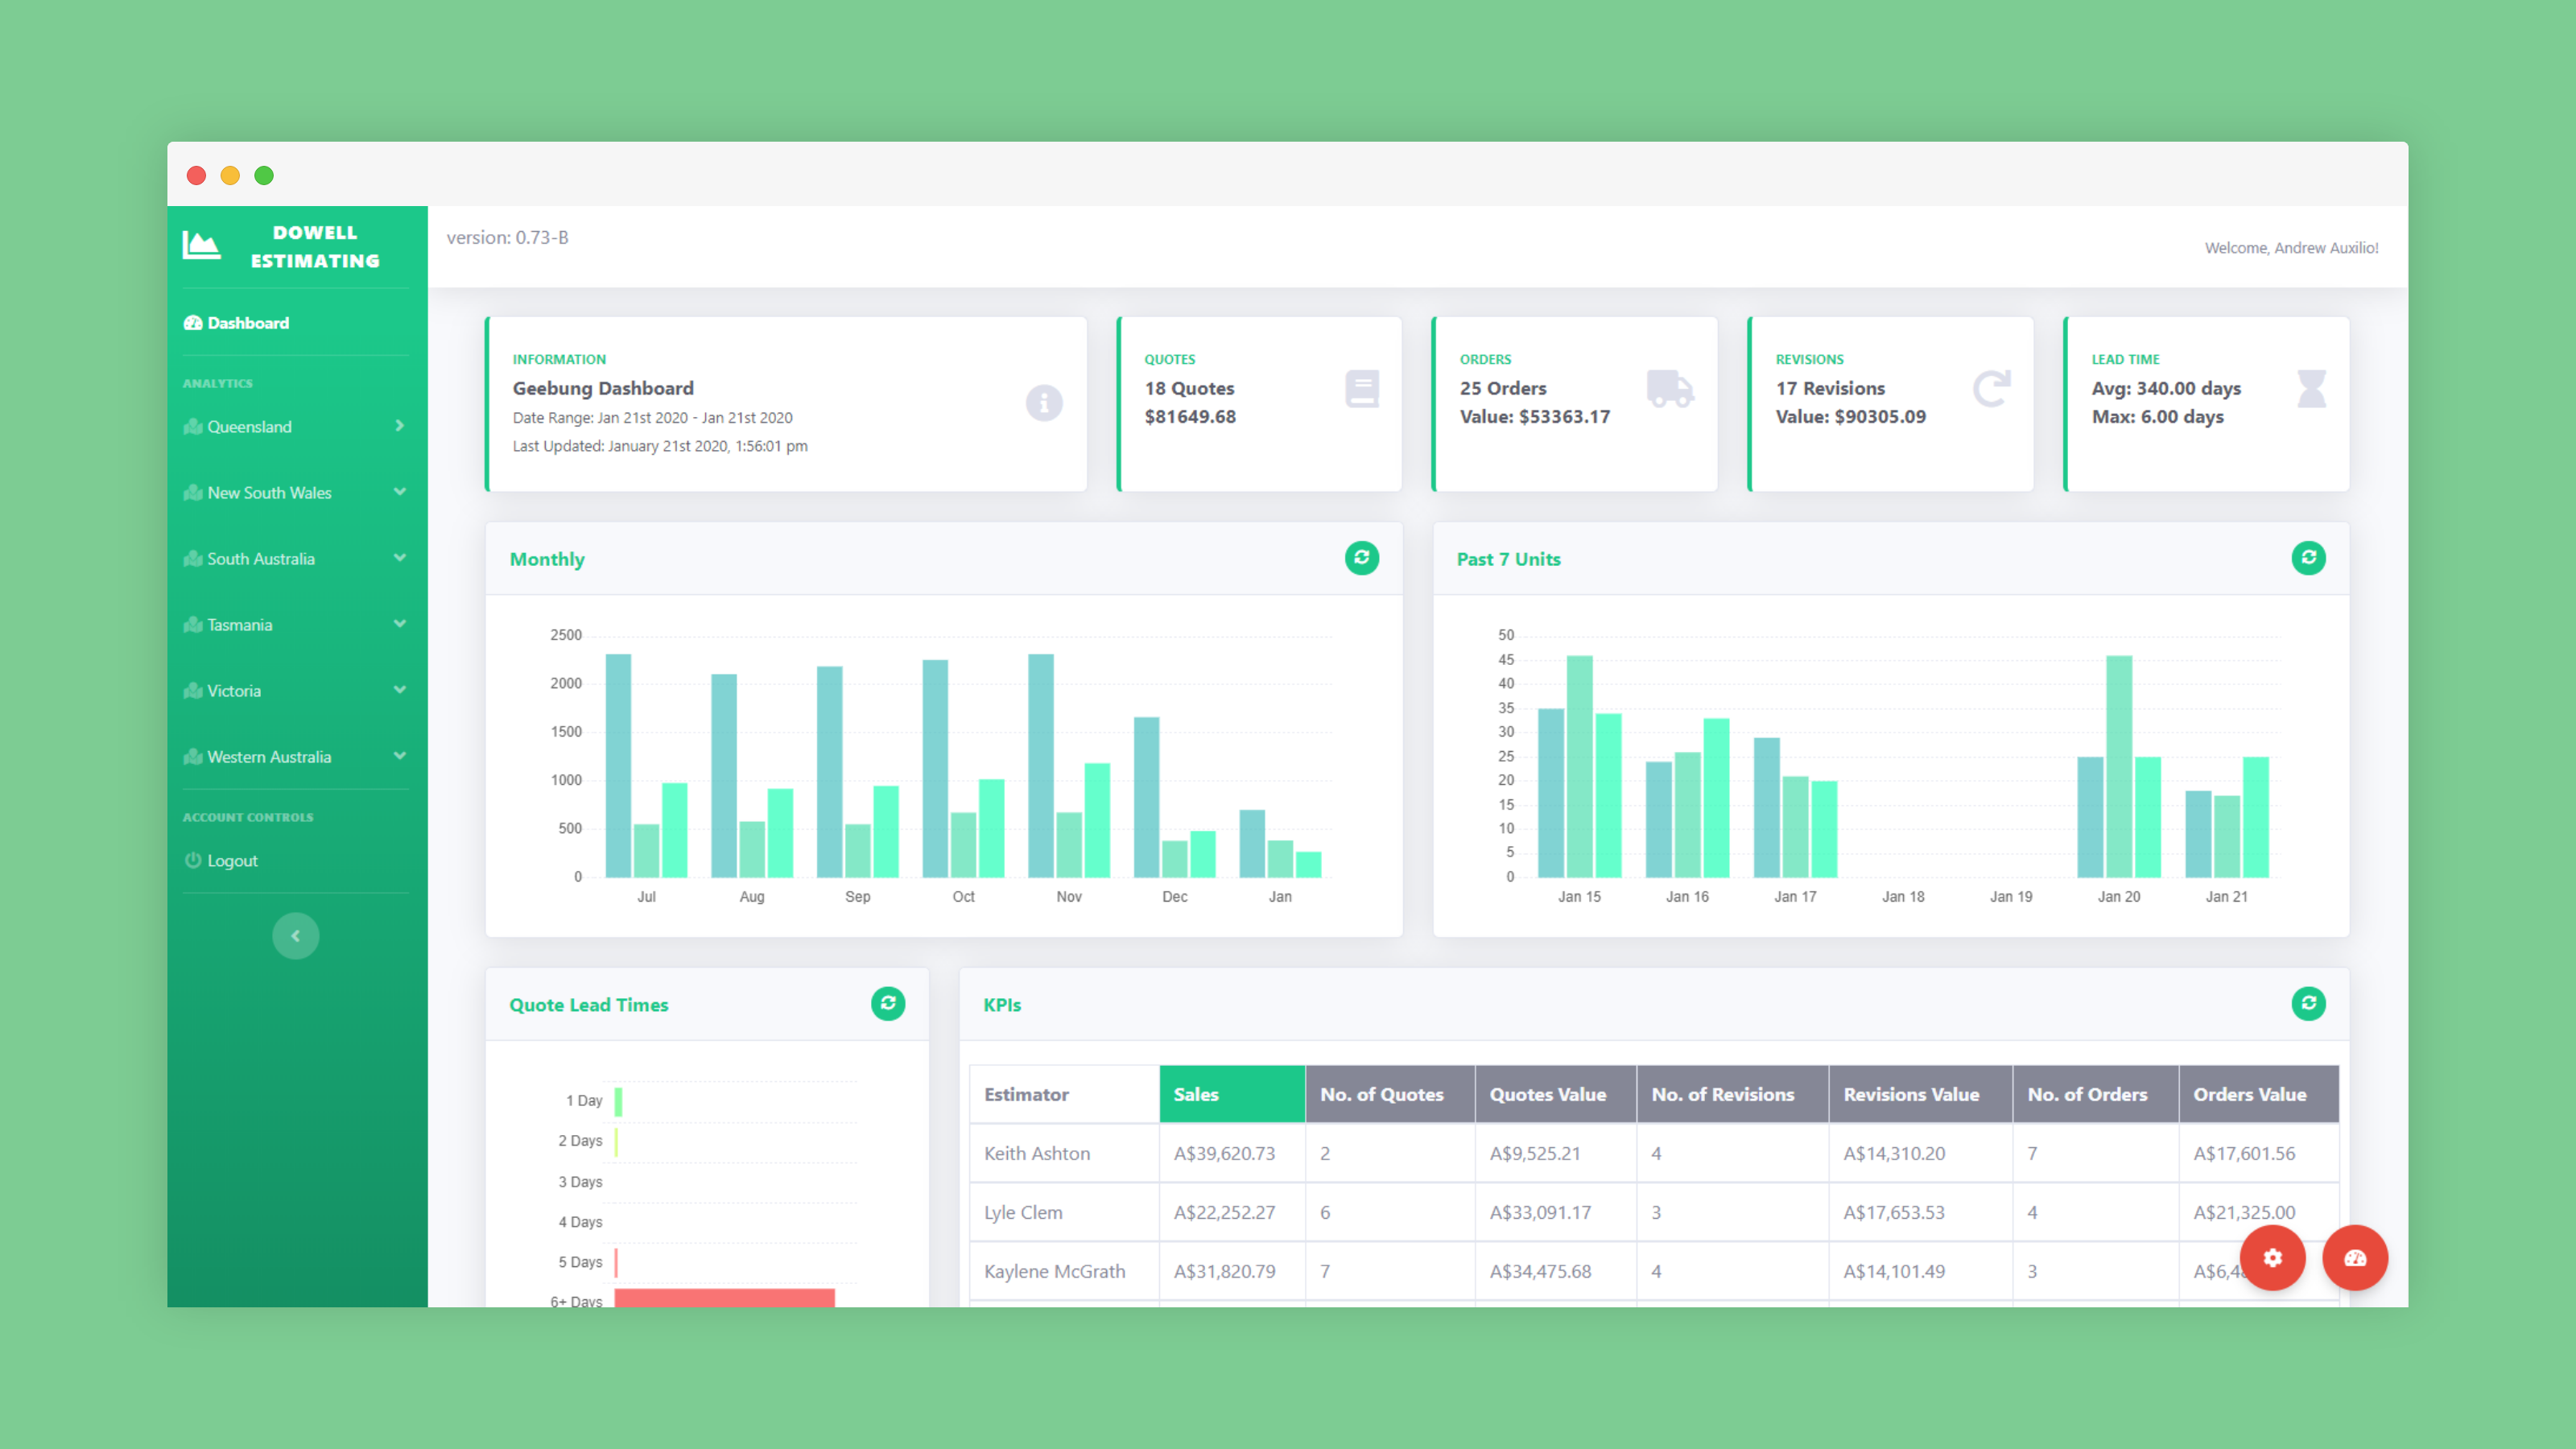 DOWELL
ESTIMATING
version: 0.73-B
Welcome, Andrew Auxilio!
Dashboard
ANALYTICS
Queensland
New South Wales
South Australia
Tasmania
Victoria
Western Australia
ACCOUNT CONTROLS
Logout
INFORMATION
Geebung Dashboard
Date Range: Jan 21st 2020 - Jan 21st 2020
Last Updated: January 21st 2020, 1:56:01 pm
QUOTES
18 Quotes
$81649.68
ORDERS
25 Orders
Value: $53363.17
REVISIONS
17 Revisions
Value: $90305.09
LEAD TIME
Avg: 340.00 days
Max: 6.00 days
Monthly
2500
2000
1500
1000
500
0
Jul Aug Sep Oct Nov Dec Jan
Past 7 Units
50
45
40
35
30
25
20
15
10
5
0
Jan 15 Jan 16 Jan 17 Jan 18 Jan 19 Jan 20 Jan 21
Quote Lead Times
1 Day
2 Days
3 Days
4 Days
5 Days
6+ Days
KPIs
Estimator Sales No. of Quotes Quotes Value No. of Revisions Revisions Value No. of Orders Orders Value
Keith Ashton A$39,620.73 2 A$9,525.21 4 A$14,310.20 7 A$17,601.56
Lyle Clem A$22,252.27 6 A$33,091.17 3 A$17,653.53 4 A$21,325.00
Kaylene McGrath A$31,820.79 7 A$34,475.68 4 A$14,101.49 3